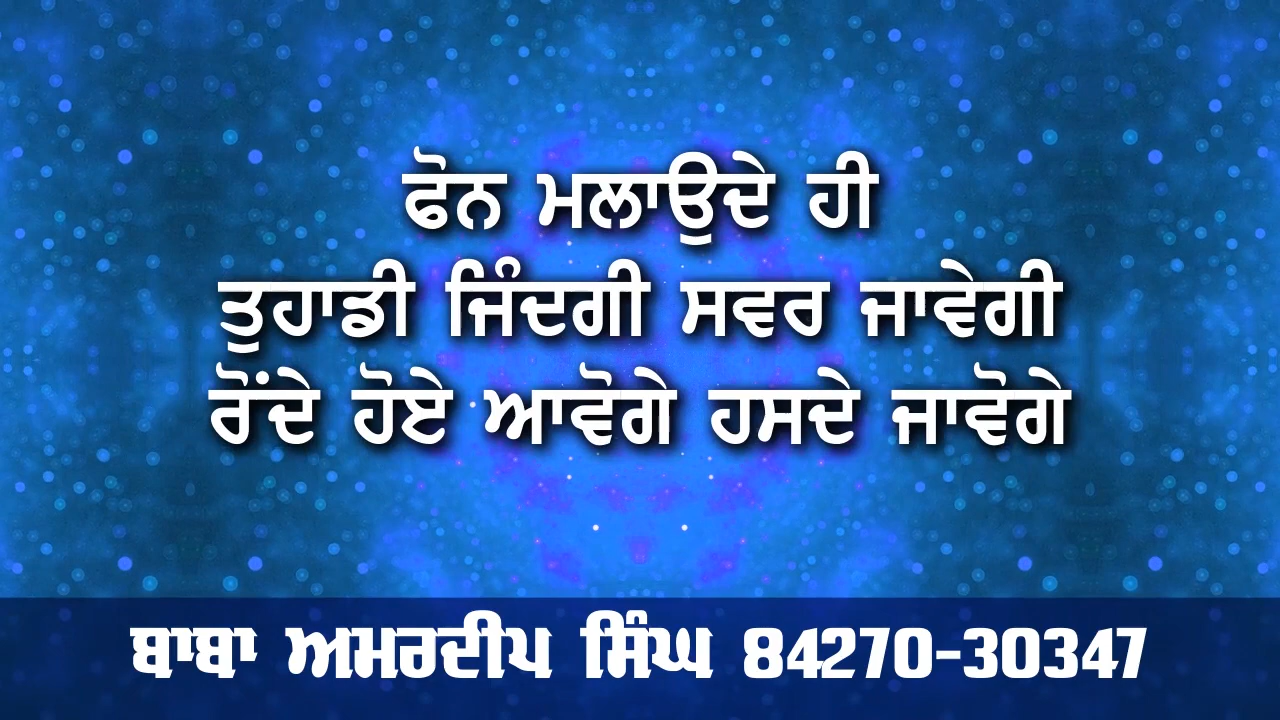 ਫੋਨ ਮਲਾਉਦੇ ਹੀ
ਤੁਹਾਡੀ ਜਿੰਦਗੀ ਸਵਰ ਜਾਵੇਗੀ
ਰੋਂਦੇ ਹੋਏ ਆਵੋਗੇ ਹਸਦੇ ਜਾਵੋਗੇ
ਬਾਬਾ ਅਮਰਦੀਪ ਸਿੰਘ 84270-30347